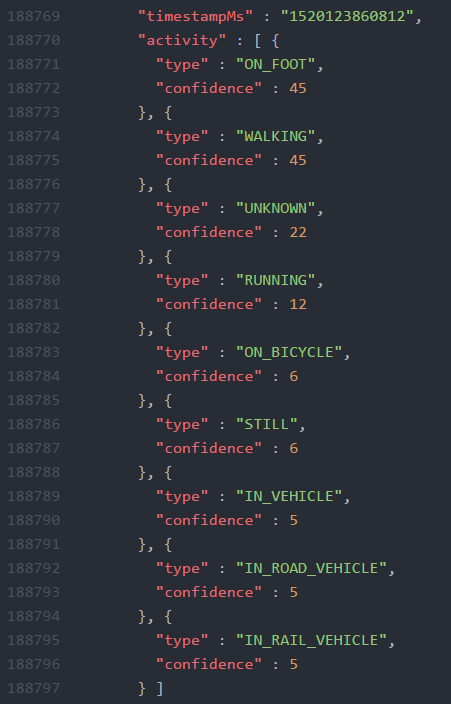 188769 "timestampMs" : "1520123860812",
188770 "activity" : [ {
188771 "type" : "ON_FOOT",
188772 "confidence" : 45
188773 }, {
188774 "type" : "WALKING",
188775 "confidence" : 45
188776 }, {
188777 "type" : "UNKNOWN",
188778 "confidence" : 22
188779 }, {
188780 "type" : "RUNNING",
188781 "confidence" : 12
188782 }, {
188783 "type" : "ON_BICYCLE",
188784 "confidence" : 6
188785 }, {
188786 "type" : "STILL",
188787 "confidence" : 6
188788 }, {
188789 "type" : "IN_VEHICLE",
188790 "confidence" : 5
188791 }, {
188792 "type" : "IN_ROAD_VEHICLE",
188793 "confidence" : 5
188794 }, {
188795 "type" : "IN_RAIL_VEHICLE",
188796 "confidence" : 5
188797 } ]